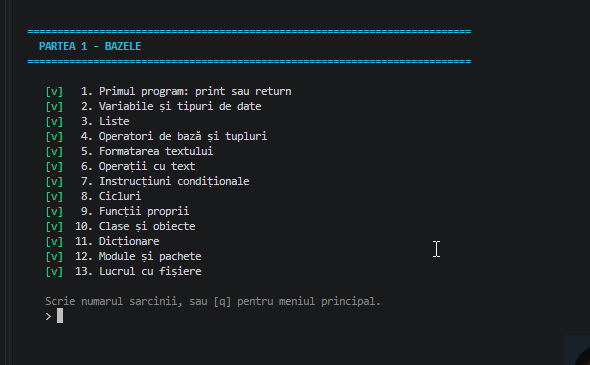 ======================================================================
PARTEA 1 - BAZELE
======================================================================
[v] 1. Primul program: print sau return
[v] 2. Variabile și tipuri de date
[v] 3. Liste
[v] 4. Operatori de bază și tupluri
[v] 5. Formatarea textului
[v] 6. Operații cu text
[v] 7. Instrucțiuni condiționale
[v] 8. Cicluri
[v] 9. Funcții proprii
[v] 10. Clase și obiecte
[v] 11. Dicționare
[v] 12. Module și pachete
[v] 13. Lucrul cu fișiere
Scrie numarul sarcinii, sau [q] pentru meniul principal.
>